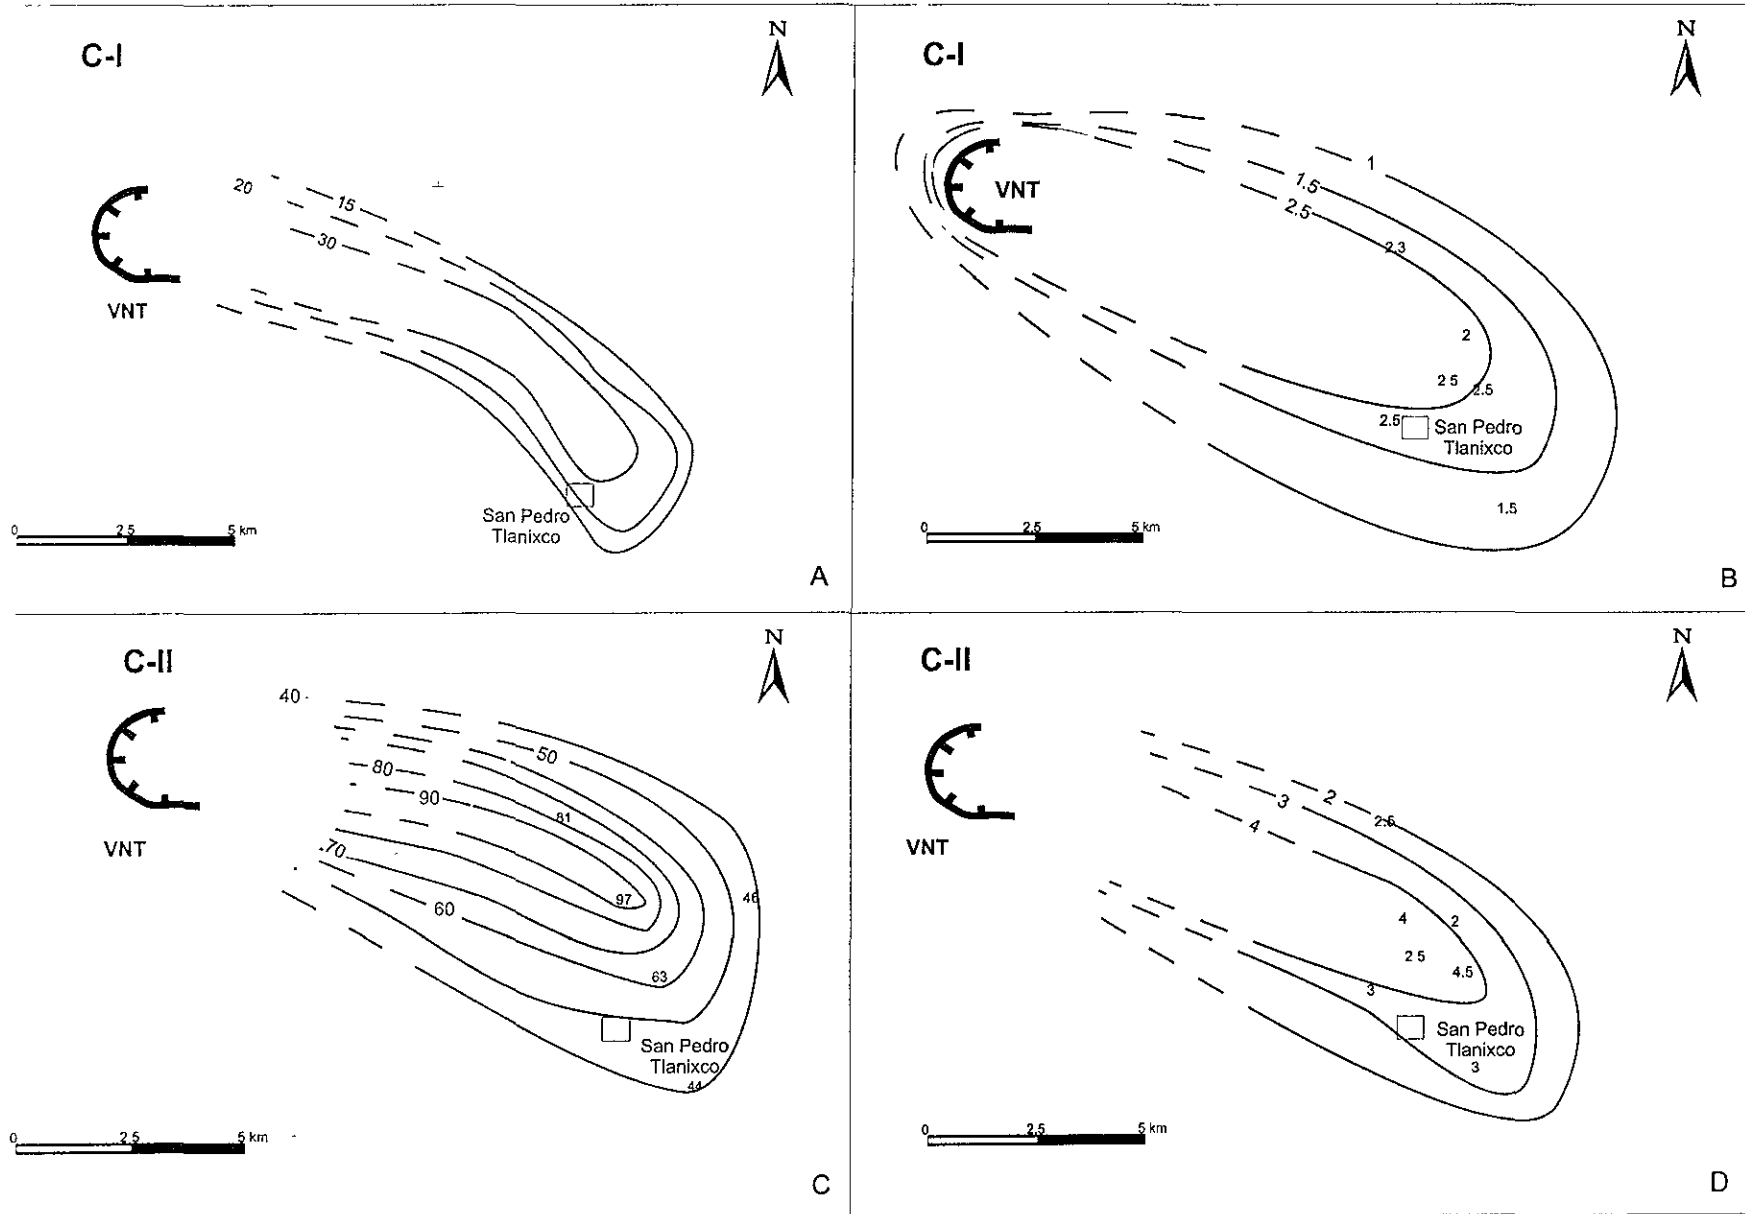 C-I
N
20
15
30
VNT
San Pedro
Tlanixco
0 2.5 5 km
A
C-I
N
1
1.5
2.5
VNT
2.3
2
2 5
2.5
2.5
San Pedro
Tlanixco
1.5
0 2.5 5 km
B
C-II
N
40
50
80
90
81
VNT
70
97
46
60
63
San Pedro
Tlanixco
44
0 2.5 5 km
C
C-II
N
2
3
2.5
4
VNT
4
2
2 5
4.5
3
San Pedro
Tlanixco
3
0 2.5 5 km
D